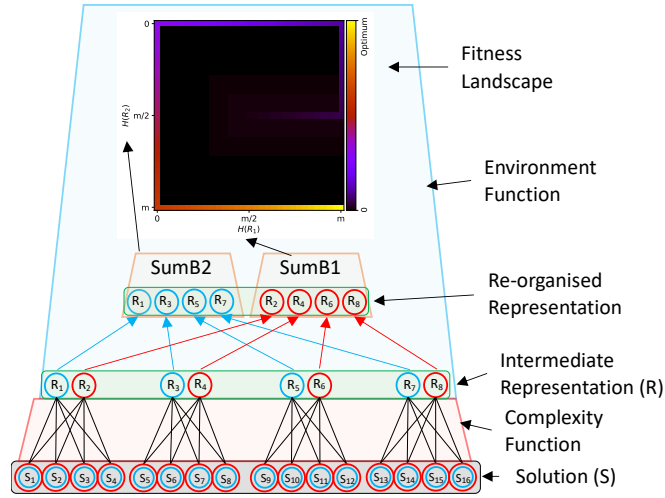 0
Optimum
Fitness
Landscape
H(R2)
m/2
m
0
0
m/2
m
H(R1)
Environment
Function
SumB2
SumB1
R1 R3 R5 R7 R2 R4 R6 R8
Re-organised
Representation
Intermediate
Representation (R)
R1 R2 R3 R4 R5 R6 R7 R8
Complexity
Function
S1 S2 S3 S4 S5 S6 S7 S8 S9 S10 S11 S12 S13 S14 S15 S16
Solution (S)